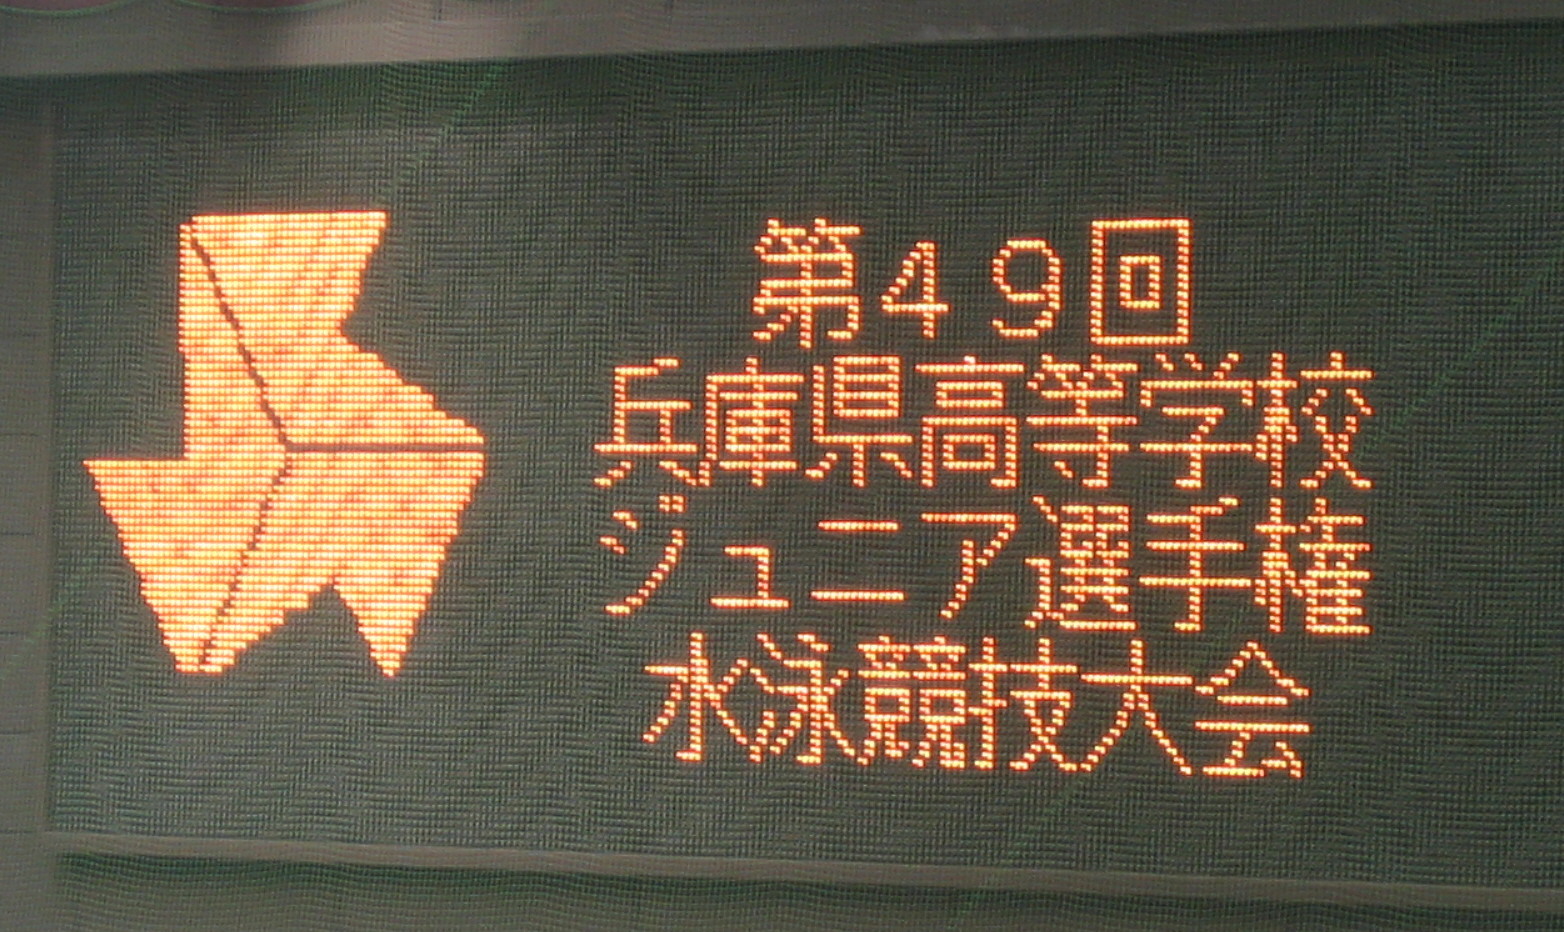 第49回
兵庫県高等学校
ジュニア選手権
水泳競技大会